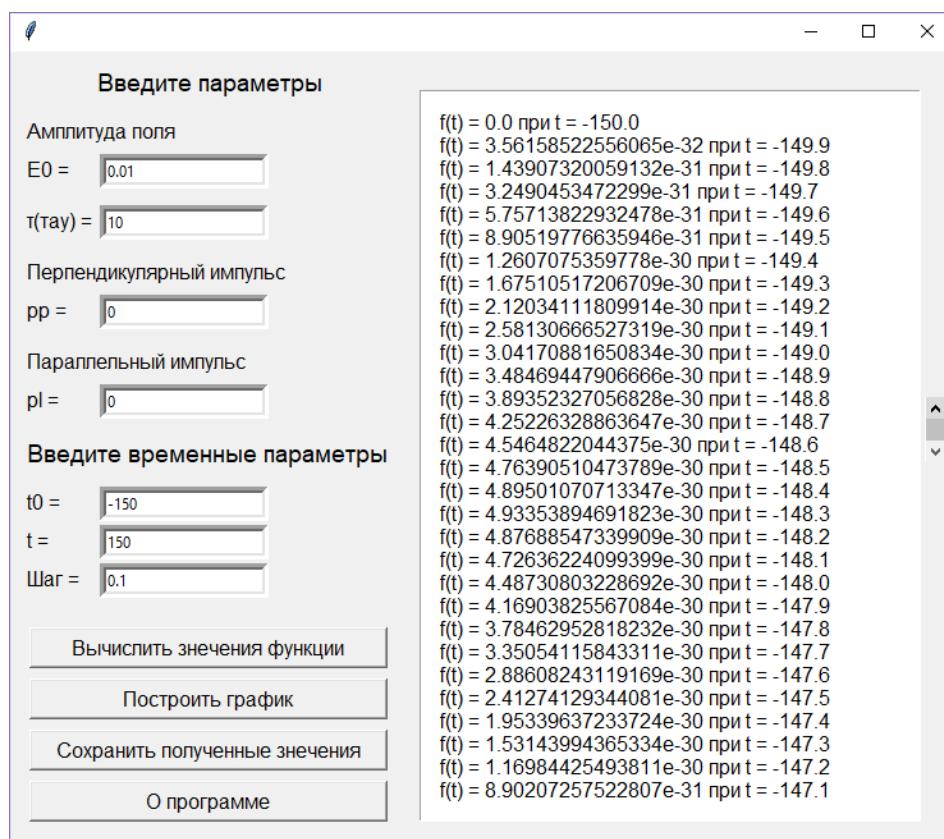 Введите параметры
Амплитуда поля
E0 = 0.01
τ(тау) = 10
Перпендикулярный импульс
pp = 0
Параллельный импульс
pl = 0
Введите временные параметры
t0 = -150
t = 150
Шаг = 0.1
Вычислить знечения функции
Построить график
Сохранить полученные значения
О программе
f(t) = 0.0 при t = -150.0
f(t) = 3.56158522556065e-32 при t = -149.9
f(t) = 1.43907320059132e-31 при t = -149.8
f(t) = 3.2490453472299e-31 при t = -149.7
f(t) = 5.75713822932478e-31 при t = -149.6
f(t) = 8.90519776635946e-31 при t = -149.5
f(t) = 1.2607075359778e-30 при t = -149.4
f(t) = 1.67510517206709e-30 при t = -149.3
f(t) = 2.12034111809914e-30 при t = -149.2
f(t) = 2.58130666527319e-30 при t = -149.1
f(t) = 3.04170881650834e-30 при t = -149.0
f(t) = 3.48469447906666e-30 при t = -148.9
f(t) = 3.89352327056828e-30 при t = -148.8
f(t) = 4.25226328863647e-30 при t = -148.7
f(t) = 4.5464822044375e-30 при t = -148.6
f(t) = 4.76390510473789e-30 при t = -148.5
f(t) = 4.89501070713347e-30 при t = -148.4
f(t) = 4.93353894691823e-30 при t = -148.3
f(t) = 4.87688547339909e-30 при t = -148.2
f(t) = 4.72636224099399e-30 при t = -148.1
f(t) = 4.48730803228692e-30 при t = -148.0
f(t) = 4.16903825567084e-30 при t = -147.9
f(t) = 3.78462952818232e-30 при t = -147.8
f(t) = 3.35054115843311e-30 при t = -147.7
f(t) = 2.88608243119169e-30 при t = -147.6
f(t) = 2.41274129344081e-30 при t = -147.5
f(t) = 1.95339637233724e-30 при t = -147.4
f(t) = 1.53143994365334e-30 при t = -147.3
f(t) = 1.16984425493811e-30 при t = -147.2
f(t) = 8.90207257522807e-31 при t = -147.1